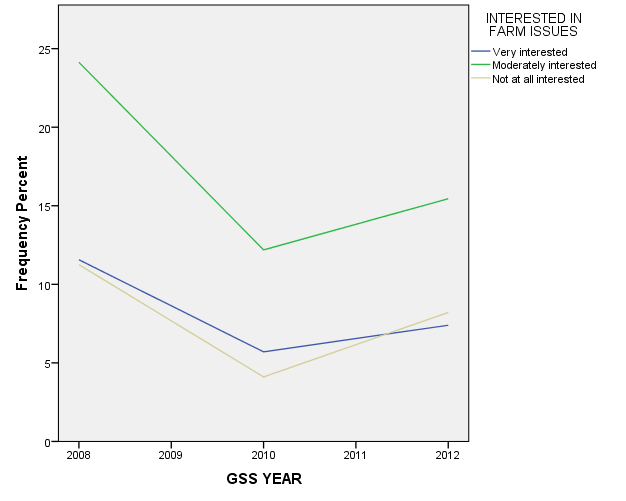 INTERESTED IN
FARM ISSUES
Very interested
Moderately interested
Not at all interested
Frequency Percent
25
20
15
10
5
0
2008 2009 2010 2011 2012
GSS YEAR